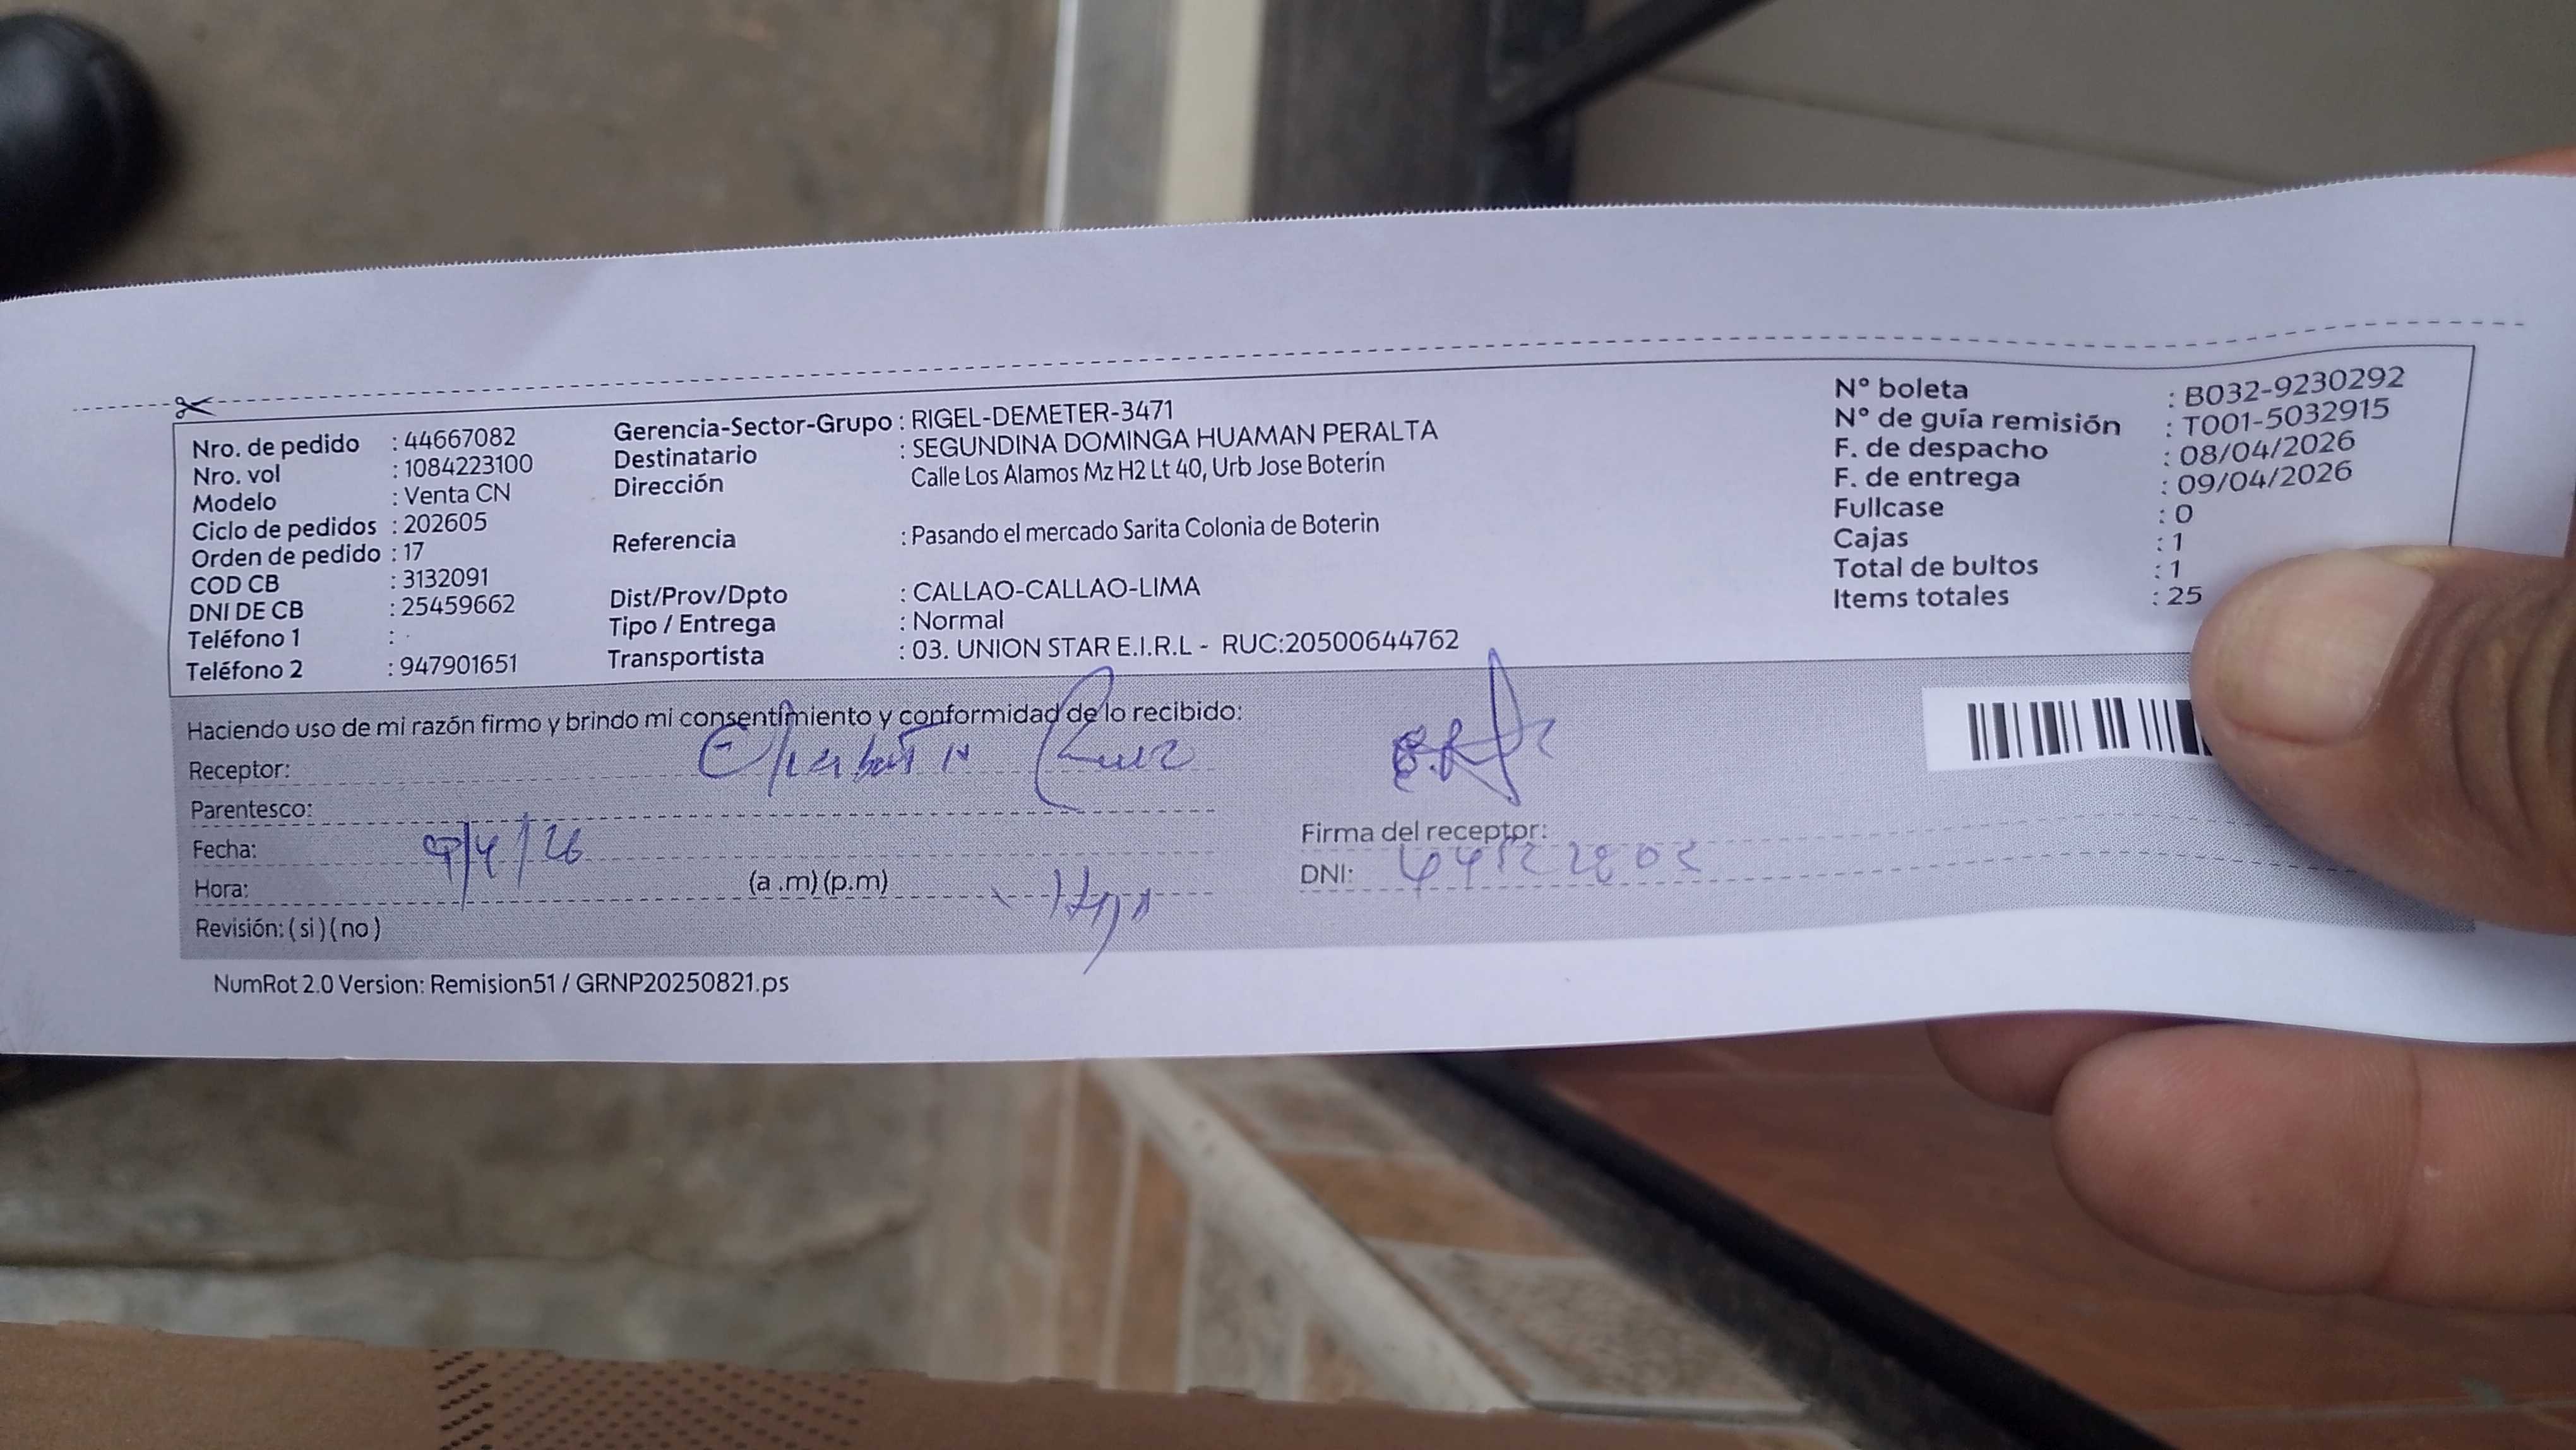 Nro. de pedido : 44667082
Nro. vol : 1084223100
Modelo : Venta CN
Ciclo de pedidos : 202605
Orden de pedido : 17
COD CB : 3132091
DNI DE CB : 25459662
Teléfono 1 :
Teléfono 2 : 947901651
Gerencia-Sector-Grupo : RIGEL-DEMETER-3471
Destinatario : SEGUNDINA DOMINGA HUAMAN PERALTA
Dirección Calle Los Alamos Mz H2 Lt 40, Urb Jose Boterín
Referencia : Pasando el mercado Sarita Colonia de Boterin
Dist/Prov/Dpto : CALLAO-CALLAO-LIMA
Tipo / Entrega : Normal
Transportista : 03. UNION STAR E.I.R.L - RUC:20500644762
N° boleta : B032-9230292
N° de guía remisión : T001-5032915
F. de despacho : 08/04/2026
F. de entrega : 09/04/2026
Fullcase : 0
Cajas : 1
Total de bultos : 1
Items totales : 25
Haciendo uso de mi razón firmo y brindo mi consentimiento y conformidad de lo recibido:
Receptor: Ruiz
Parentesco:
Fecha: 9/4/26
Hora: (a .m) (p.m)
Revisión: ( si ) ( no )
Firma del receptor:
DNI:
NumRot 2.0 Version: Remision51 / GRNP20250821.ps